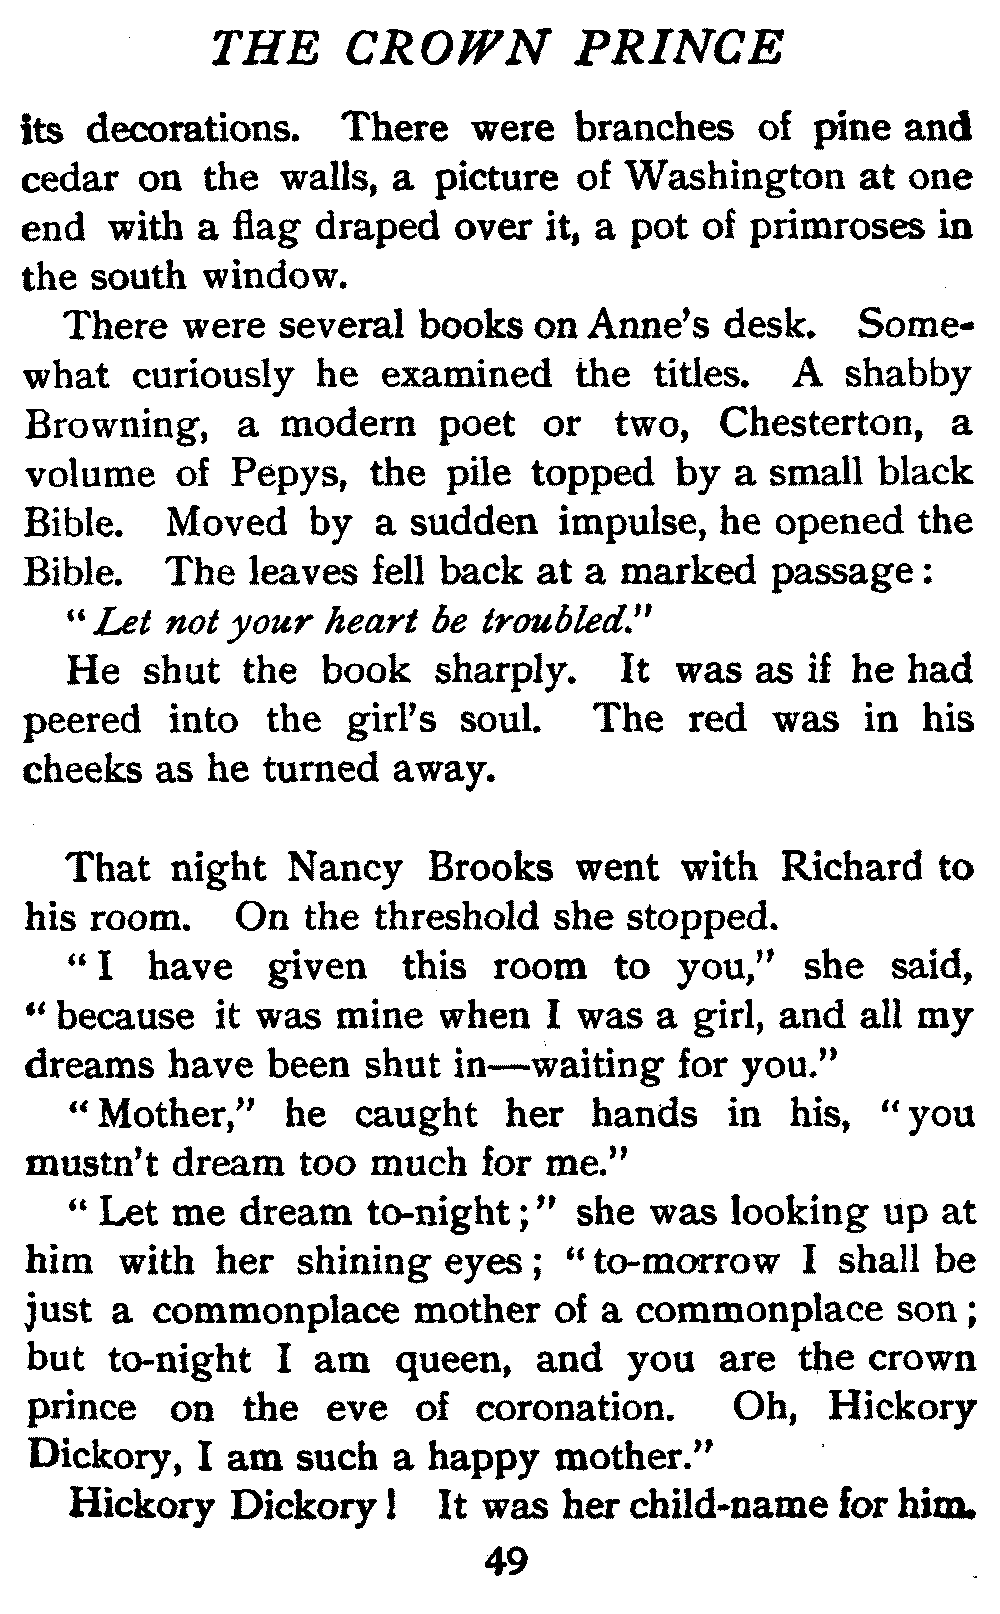 THE CROWN PRINCE
its decorations. There were branches of pine and
cedar on the walls, a picture of Washington at one
end with a flag draped over it, a pot of primroses in
the south window.
There were several books on Anne's desk. Some-
what curiously he examined the titles. A shabby
Browning, a modern poet or two, Chesterton, a
volume of Pepys, the pile topped by a small black
Bible. Moved by a sudden impulse, he opened the
Bible. The leaves fell back at a marked passage :
"Let not your heart be troubled."
He shut the book sharply. It was as if he had
peered into the girl's soul. The red was in his
cheeks as he turned away.
That night Nancy Brooks went with Richard to
his room. On the threshold she stopped.
"I have given this room to you," she said,
"because it was mine when I was a girl, and all my
dreams have been shut in—waiting for you."
"Mother," he caught her hands in his, "you
mustn't dream too much for me."
"Let me dream to-night ;" she was looking up at
him with her shining eyes ; "to-morrow I shall be
just a commonplace mother of a commonplace son ;
but to-night I am queen, and you are the crown
prince on the eve of coronation. Oh, Hickory
Dickory, I am such a happy mother."
Hickory Dickory ! It was her child-name for him.
49